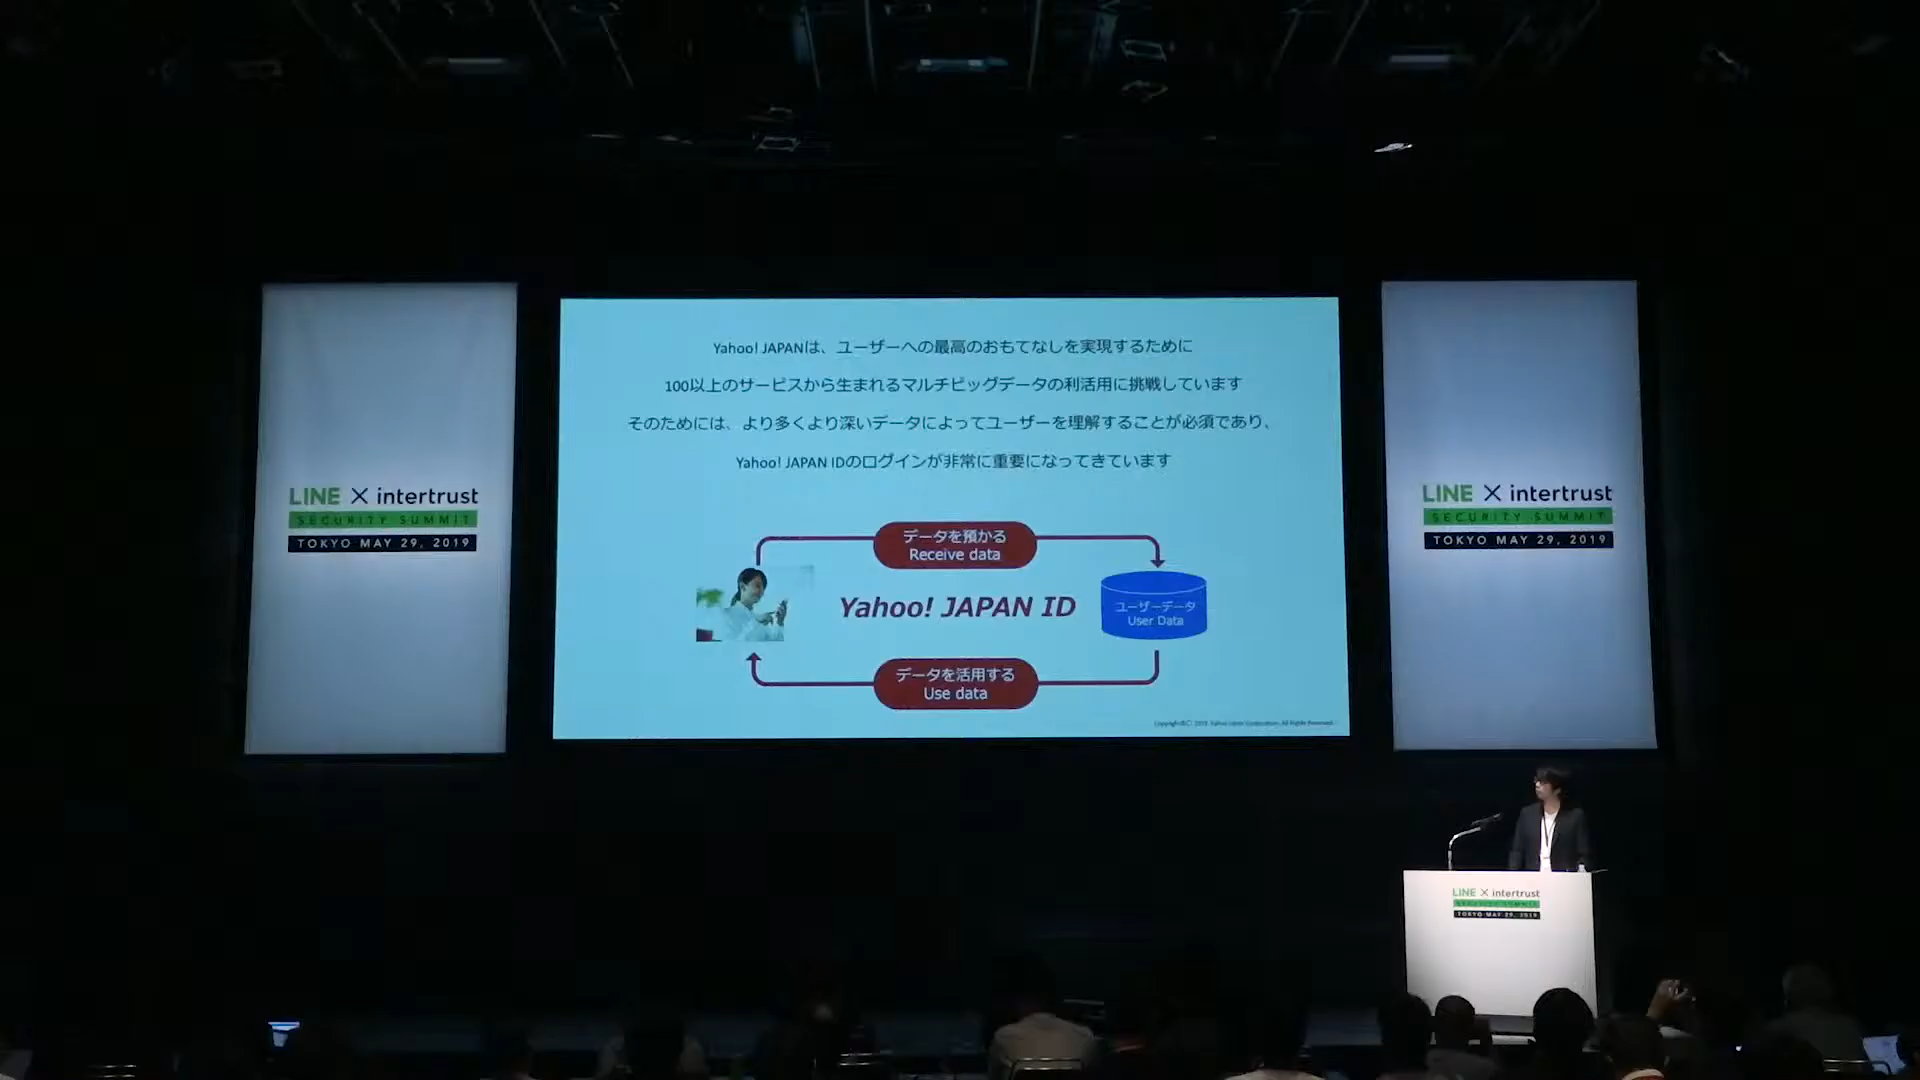 Yahoo! JAPANは、ユーザーへの最高のおもてなしを実現するために
100以上のサービスから生まれるマルチビッグデータの利活用に挑戦しています
そのためには、より多くより深いデータによってユーザーを理解することが必須であり、
Yahoo! JAPAN IDのログインが非常に重要になってきています
データを預かる
Receive data
Yahoo! JAPAN ID
ユーザーデータ
User Data
データを活用する
Use data
LINE × intertrust
SECURITY SUMMIT
TOKYO MAY 29, 2019
LINE × intertrust
SECURITY SUMMIT
TOKYO MAY 29, 2019
LINE × intertrust
SECURITY SUMMIT
TOKYO MAY 29, 2019